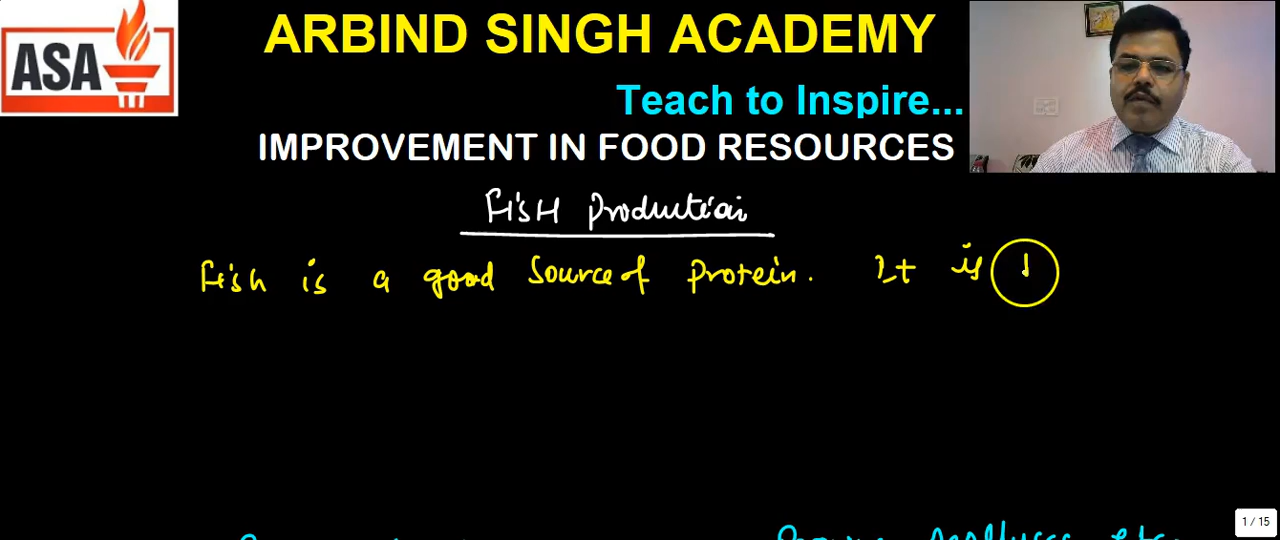 ASA
ARBIND SINGH ACADEMY
Teach to Inspire...
IMPROVEMENT IN FOOD RESOURCES
FisH Production
Fish is a good Source of Protein. It is
1 / 15